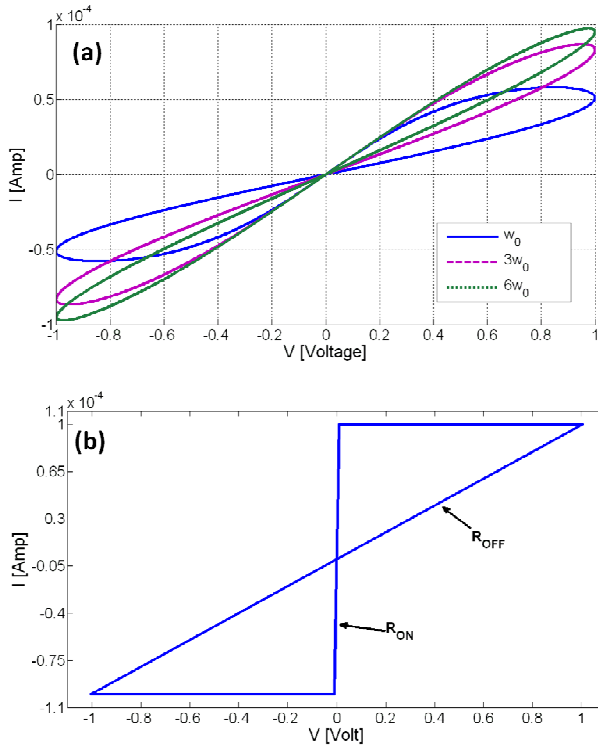 x 10⁻⁴
(a)
1
0.5
0
-0.5
-1
I [Amp]
w₀
3w₀
6w₀
-1 -0.8 -0.6 -0.4 -0.2 0 0.2 0.4 0.6 0.8 1
V [Voltage]
x 10⁻⁴
(b)
1.1
1
0.65
0.3
-0.05
-0.4
-0.75
-1.1
1.1
I [Amp]
R_OFF
R_ON
-1 -0.8 -0.6 -0.4 -0.2 0 0.2 0.4 0.6 0.8 1
V [Volt]